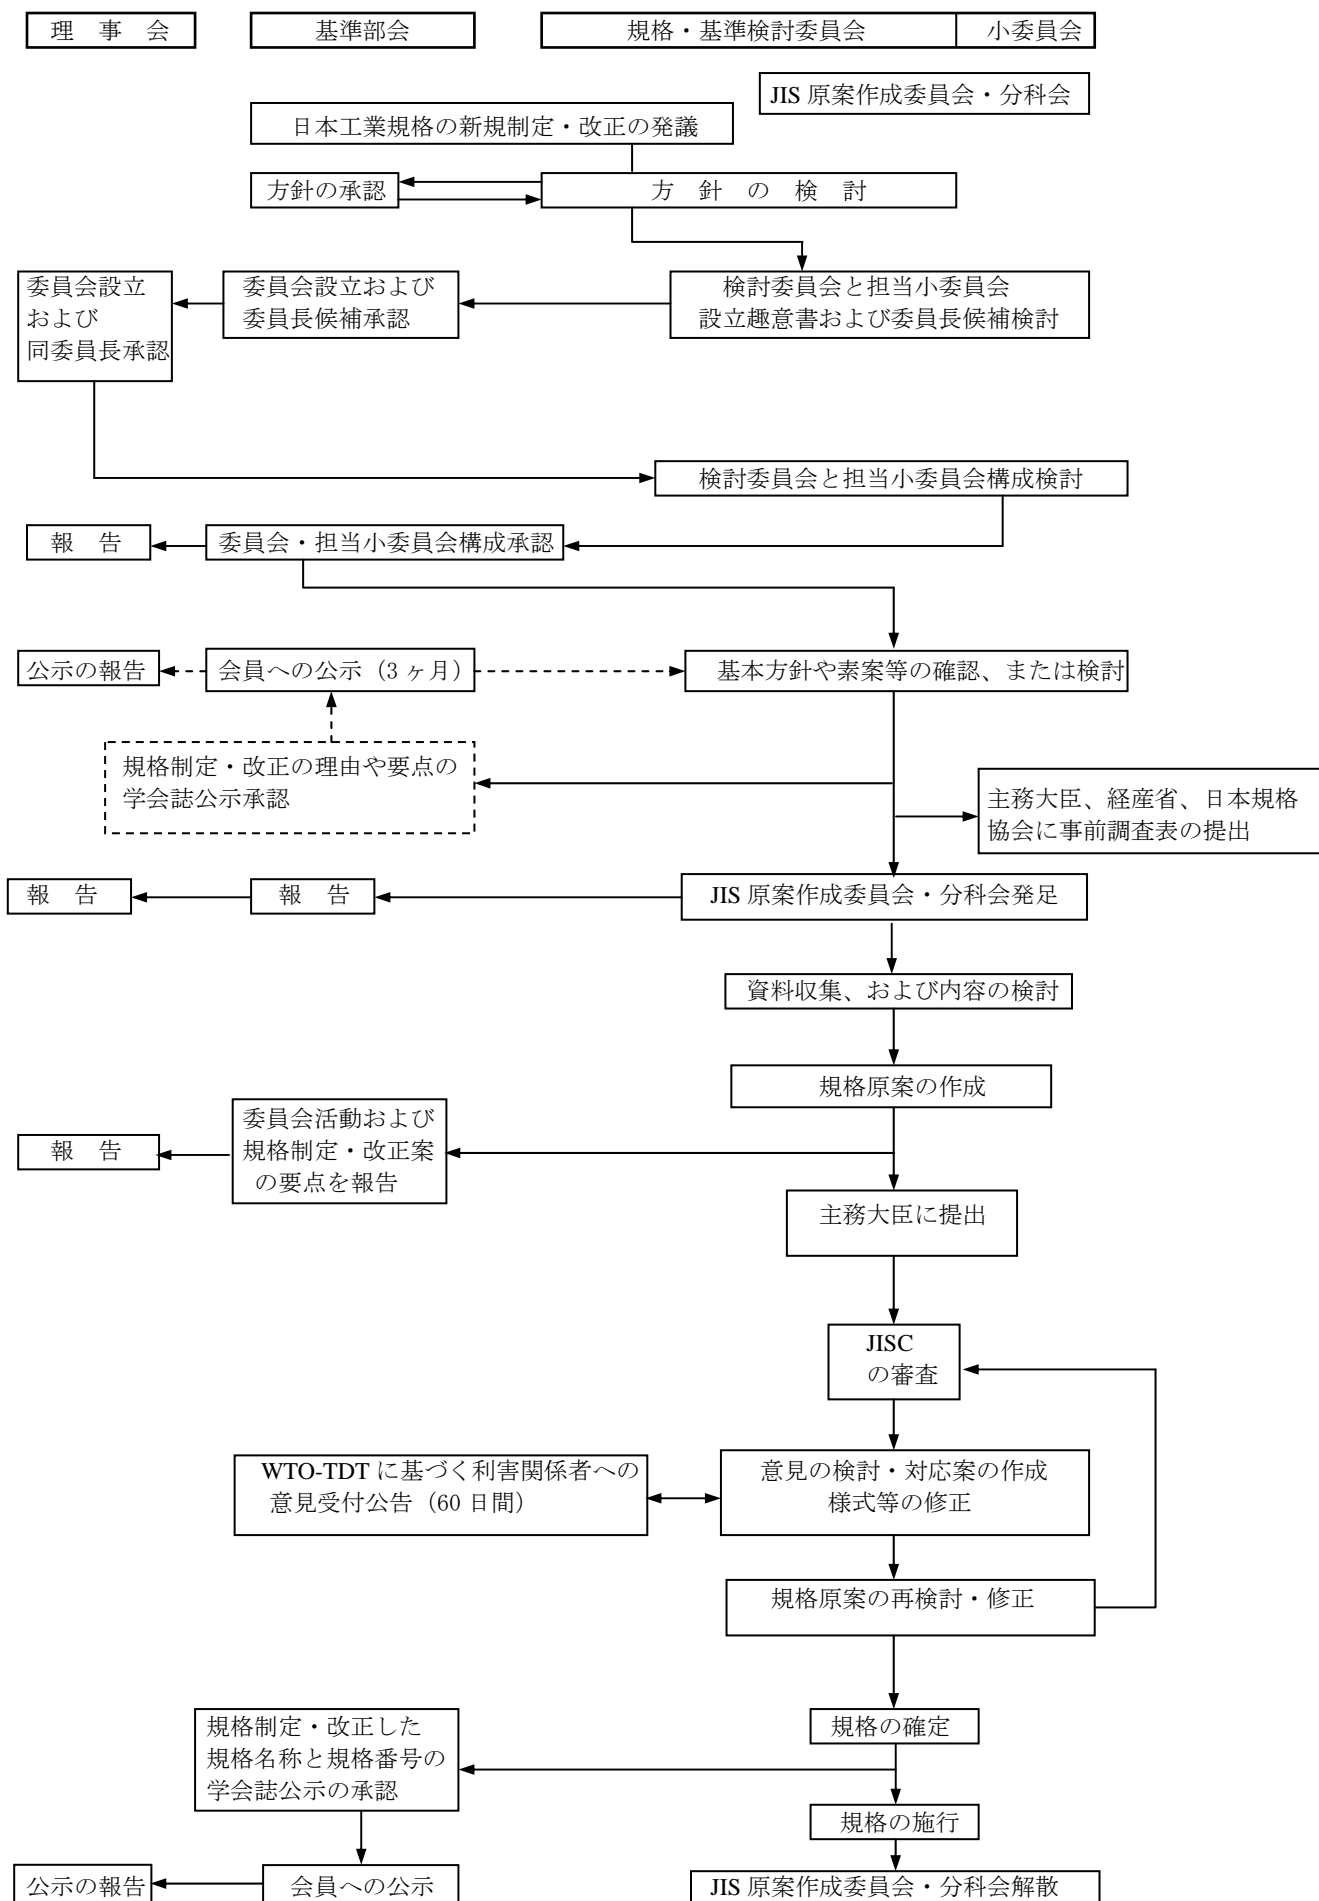 理 事 会
基準部会
規格・基準検討委員会
小委員会
JIS 原案作成委員会・分科会
日本工業規格の新規制定・改正の発議
方針の承認
方 針 の 検 討
委員会設立
および
同委員長承認
委員会設立および
委員長候補承認
検討委員会と担当小委員会
設立趣意書および委員長候補検討
検討委員会と担当小委員会構成検討
報 告
委員会・担当小委員会構成承認
公示の報告
会員への公示（3 ヶ月）
基本方針や素案等の確認、または検討
規格制定・改正の理由や要点の
学会誌公示承認
主務大臣、経産省、日本規格
協会に事前調査表の提出
報 告
報 告
JIS 原案作成委員会・分科会発足
資料収集、および内容の検討
規格原案の作成
報 告
委員会活動および
規格制定・改正案
の要点を報告
主務大臣に提出
JISC
の審査
WTO-TDT に基づく利害関係者への
意見受付公告（60 日間）
意見の検討・対応案の作成
様式等の修正
規格原案の再検討・修正
規格制定・改正した
規格名称と規格番号の
学会誌公示の承認
規格の確定
規格の施行
公示の報告
会員への公示
JIS 原案作成委員会・分科会解散